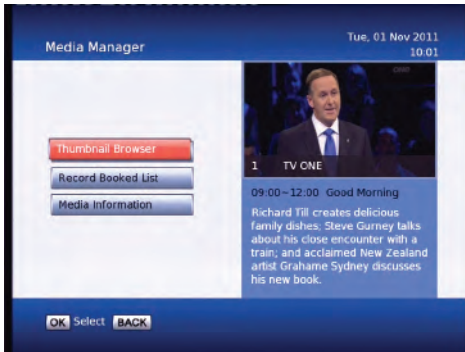 Media Manager
Tue, 01 Nov 2011
10:01
Thumbnail Browser
Record Booked List
Media Information
1 TV ONE
09:00~12:00 Good Morning
Richard Till creates delicious
family dishes; Steve Gurney talks
about his close encounter with a
train; and acclaimed New Zealand
artist Grahame Sydney discusses
his new book.
OK Select BACK